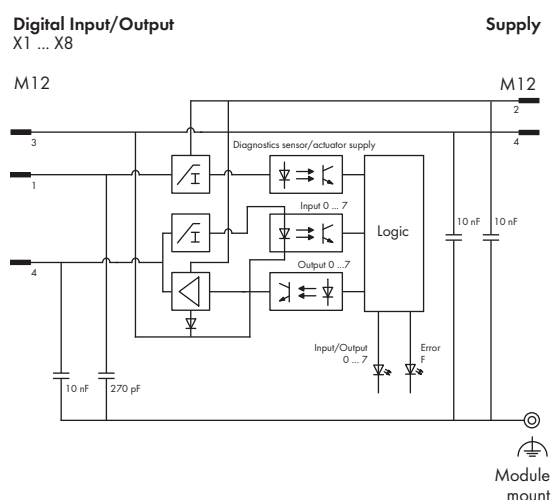 Digital Input/Output
X1 ... X8
Supply
M12
M12
2
3
4
Diagnostics sensor/actuator supply
1
I
Input 0 ... 7
I
Logic
10 nF
10 nF
4
Output 0 ...7
Input/Output
0 ... 7
Error
F
10 nF
270 pF
Module
mount